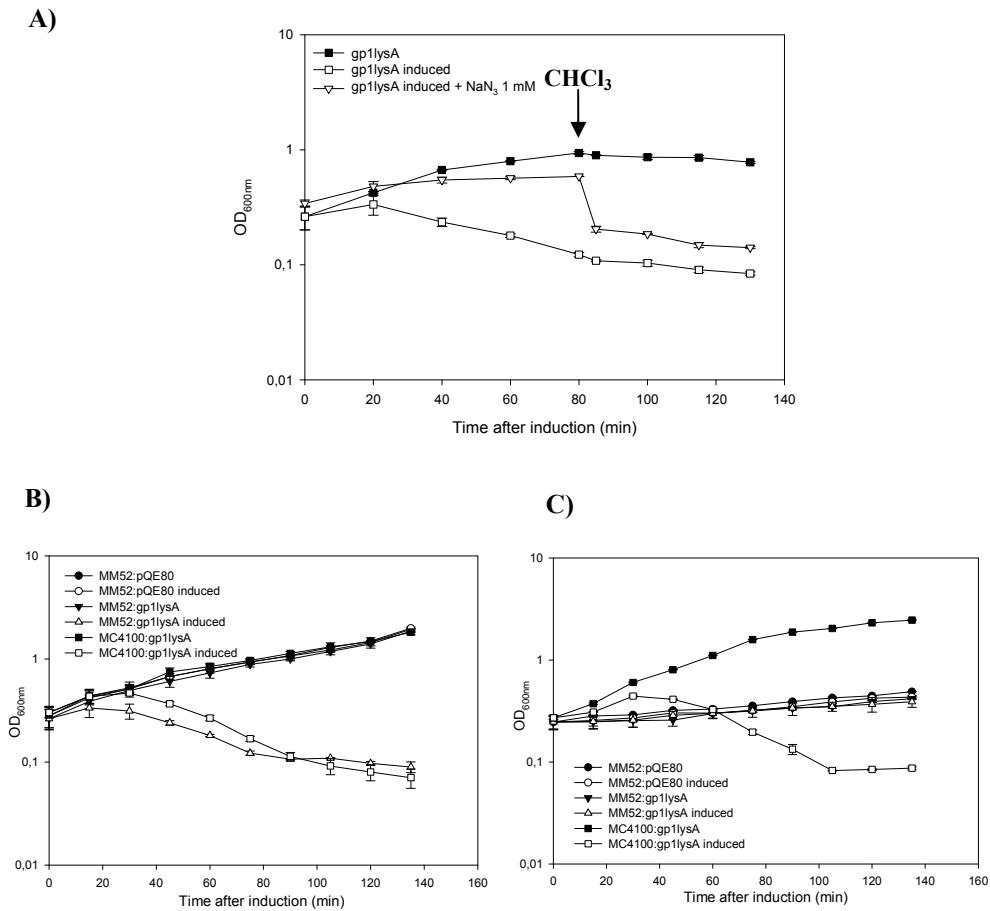 A)
gp1lysA
gp1lysA induced
gp1lysA induced + NaN3 1 mM
CHCl3
10
1
0,1
0,01
OD600nm
0 20 40 60 80 100 120 140
Time after induction (min)
B)
10
1
0,1
0,01
OD600nm
MM52:pQE80
MM52:pQE80 induced
MM52:gp1lysA
MM52:gp1lysA induced
MC4100:gp1lysA
MC4100:gp1lysA induced
0 20 40 60 80 100 120 140 160
Time after induction (min)
C)
10
1
0,1
0,01
OD600nm
MM52:pQE80
MM52:pQE80 induced
MM52:gp1lysA
MM52:gp1lysA induced
MC4100:gp1lysA
MC4100:gp1lysA induced
0 20 40 60 80 100 120 140 160
Time after induction (min)